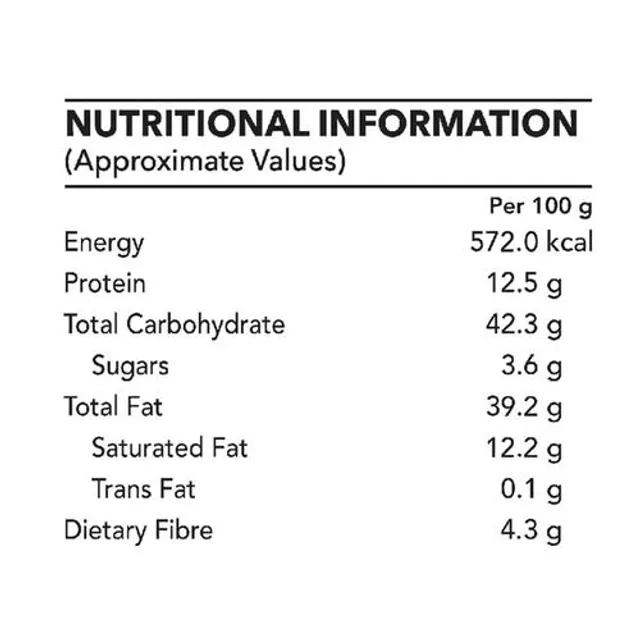 NUTRITIONAL INFORMATION
(Approximate Values)
Per 100 g
Energy 572.0 kcal
Protein 12.5 g
Total Carbohydrate 42.3 g
Sugars 3.6 g
Total Fat 39.2 g
Saturated Fat 12.2 g
Trans Fat 0.1 g
Dietary Fibre 4.3 g